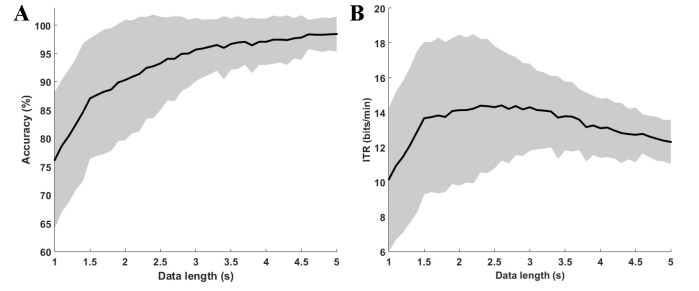 A
100
95
90
85
80
75
70
65
60
Accuracy (%)
1 1.5 2 2.5 3 3.5 4 4.5 5
Data length (s)
B
20
18
16
14
12
10
8
6
ITR (bits/min)
1 1.5 2 2.5 3 3.5 4 4.5 5
Data length (s)